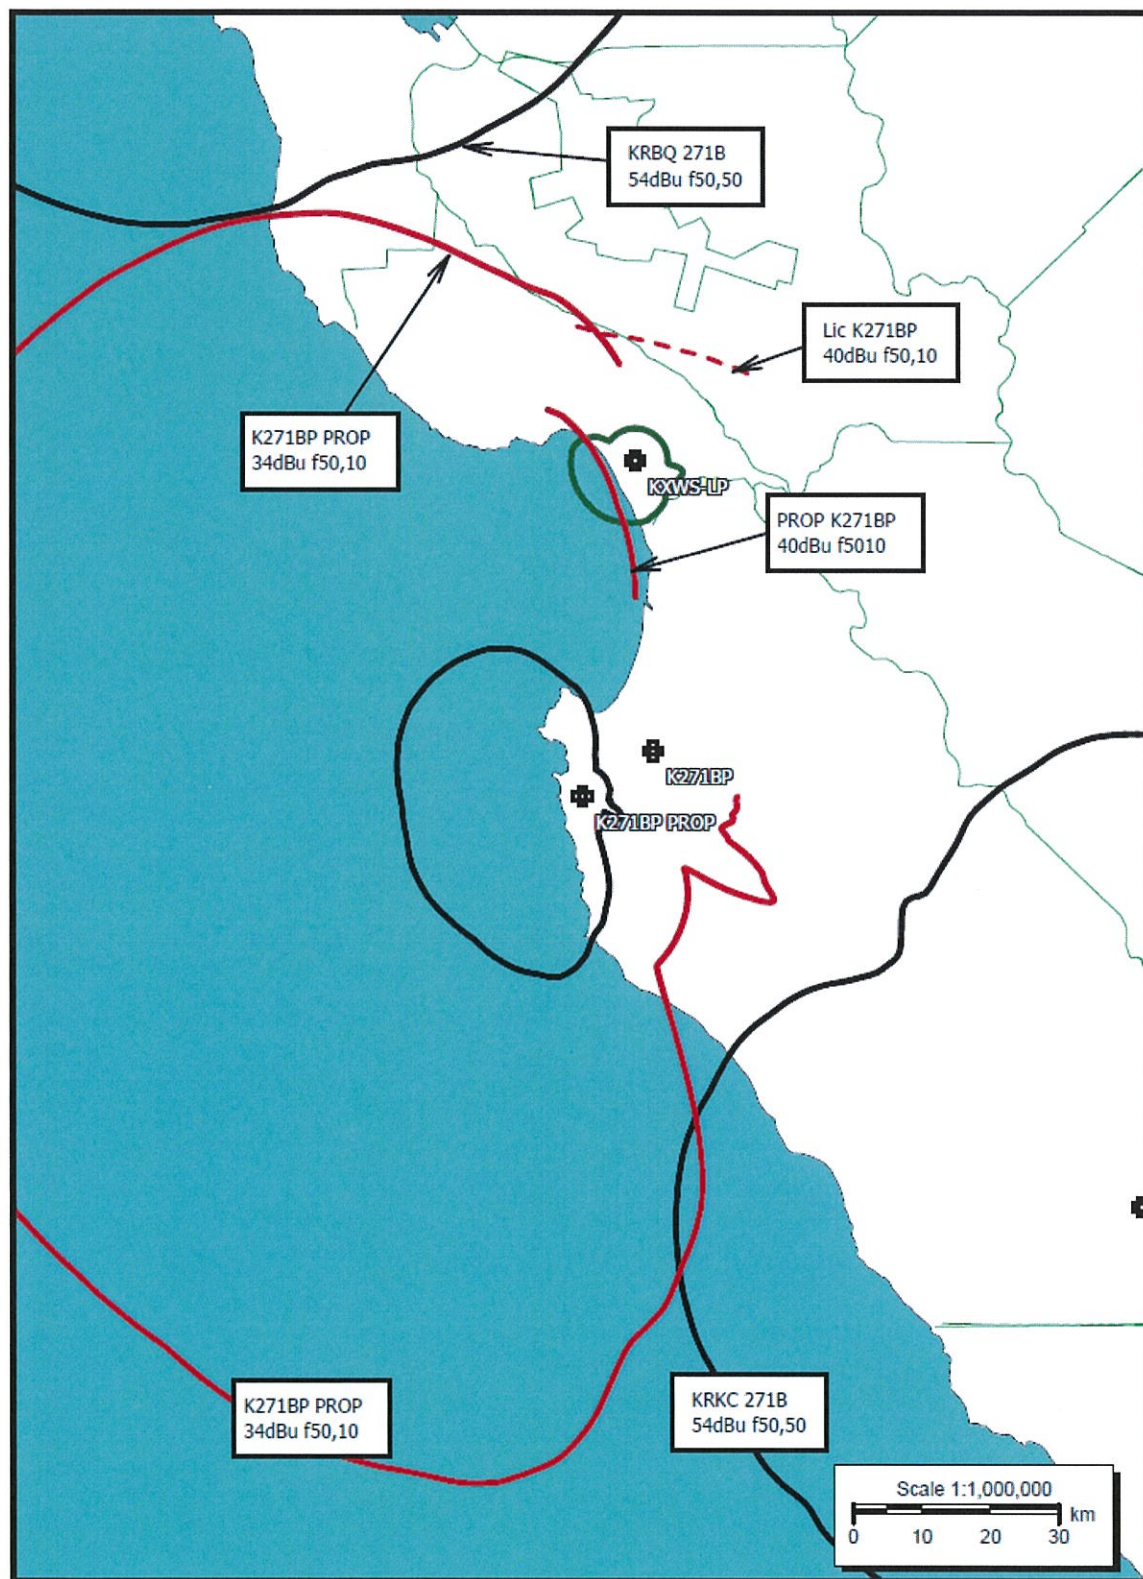 KRBQ 271B
54dBu f50,50
Lic K271BP
40dBu f50,10
K271BP PROP
34dBu f50,10
KXWS-LP
PROP K271BP
40dBu f5010
K271BP
K271BP PROP
K271BP PROP
34dBu f50,10
KRKC 271B
54dBu f50,50
Scale 1:1,000,000
km
0 10 20 30